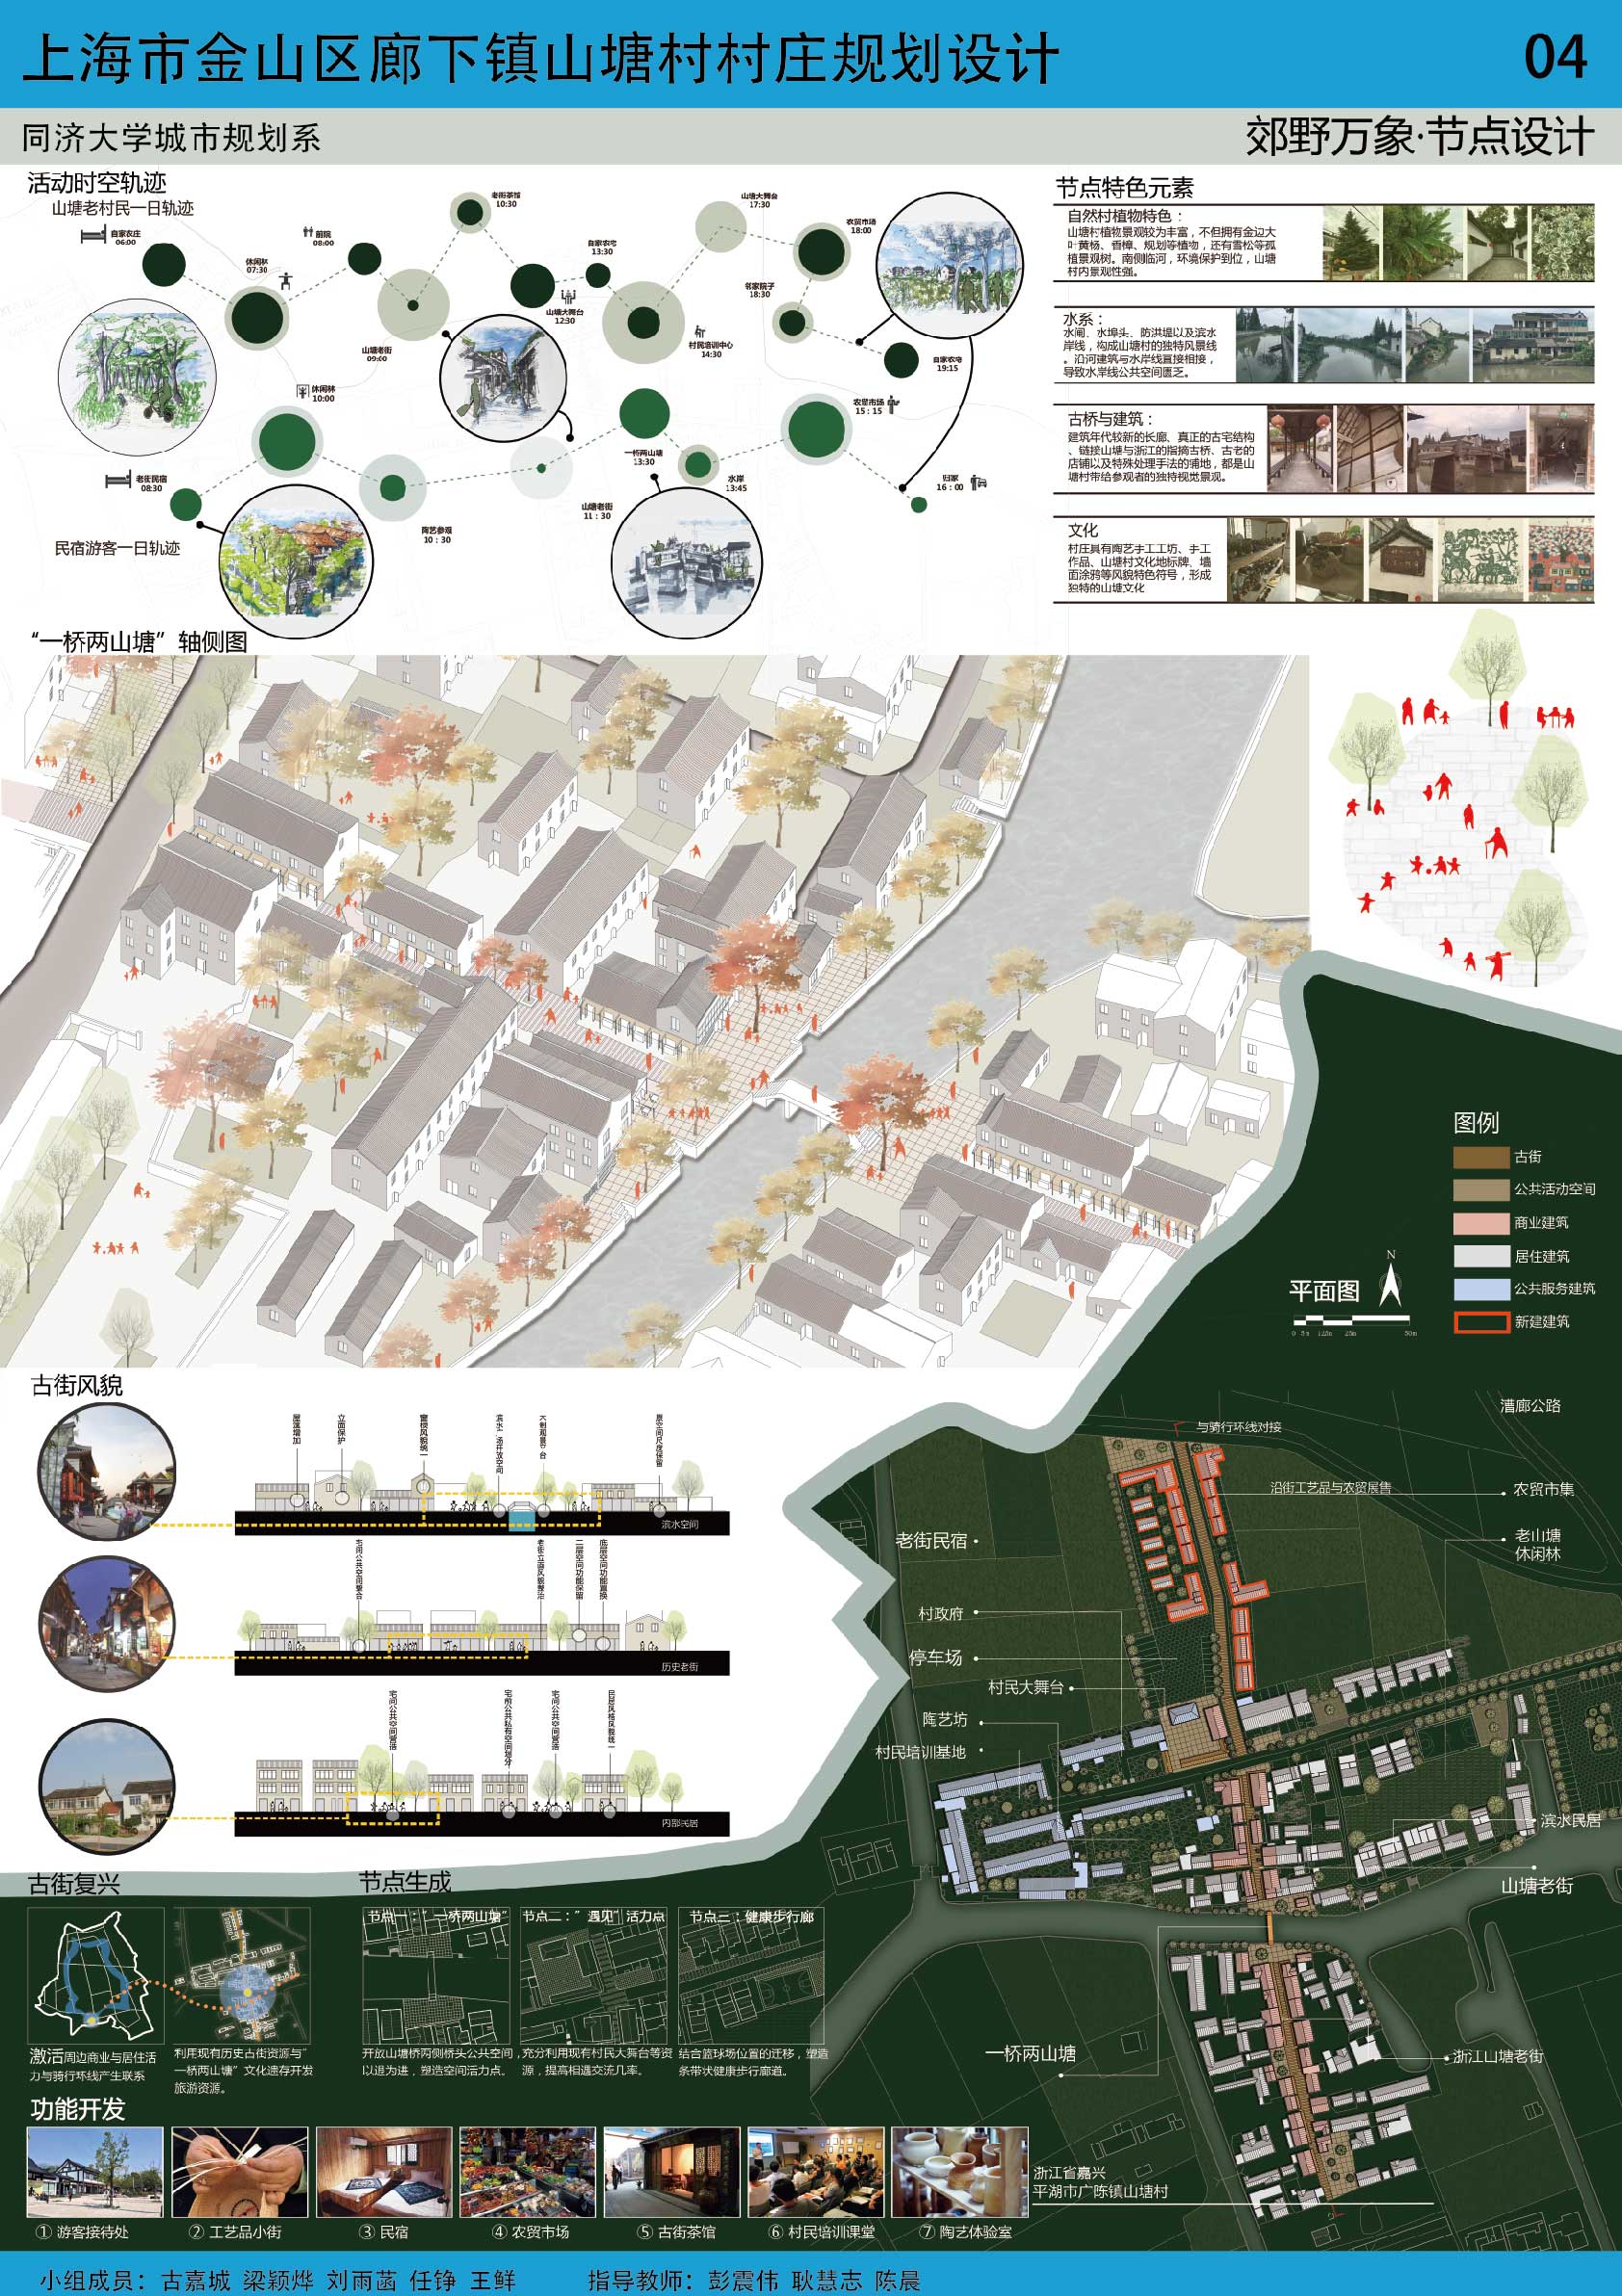 上海市金山区廊下镇山塘村村庄规划设计
04
同济大学城市规划系
郊野万象·节点设计
活动时空轨迹
山塘老村民一日轨迹
自家农庄
06:00
休闲林
07:30
前院
08:00
山塘老街
09:00
老街茶馆
10:30
山塘大舞台
12:30
自家农宅
13:30
村民培训中心
14:30
山塘大舞台
17:30
农贸市场
18:00
邻家院子
18:30
自家农宅
19:15
老街民宿
08:30
休闲林
10:00
陶艺参观
10：30
山塘老街
11：30
一桥两山塘
13:30
水岸
13:45
农贸市场
15：15
归家
16：00
民宿游客一日轨迹
节点特色元素
自然村植物特色：
山塘村植物景观较为丰富，不但拥有金边大
叶黄杨、香樟、规划等植物，还有雪松等孤
植景观树。南侧临河，环境保护到位，山塘
村内景观性强。
水系：
水闸、水埠头、防洪堤以及滨水
岸线，构成山塘村的独特风景线
。沿河建筑与水岸线直接相接，
导致水岸线公共空间匮乏。
古桥与建筑：
建筑年代较新的长廊、真正的古宅结构
、链接山塘与浙江的指摘古桥、古老的
店铺以及特殊处理手法的铺地，都是山
塘村带给参观者的独特视觉景观。
文化
村庄具有陶艺手工工坊、手工
作品、山塘村文化地标牌、墙
面涂鸦等风貌特色符号，形成
独特的山塘文化
“一桥两山塘”轴侧图
图例
古街
公共活动空间
商业建筑
居住建筑
公共服务建筑
新建建筑
平面图
N
0 5m 12.5m 25m 50m
古街风貌
屋篷增加
立面保护
窗楞风貌统一
滨水广场开放空间
木制观景平台
原空间尺度保留
滨水空间
宅间公共空间整合
老街立面风貌整治
二层空间功能保留
底层空间功能置换
历史老街
宅间公共空间营造
宅前公共私有空间划分
宅间公共空间营造
民居风格风貌统一
内部民居
漕廊公路
与骑行环线对接
沿街工艺品与农贸展售
农贸市集
老山塘
休闲林
老街民宿
村政府
停车场
村民大舞台
陶艺坊
村民培训基地
滨水民居
山塘老街
一桥两山塘
浙江山塘老街
浙江省嘉兴
平湖市广陈镇山塘村
古街复兴
激活周边商业与居住活
力与骑行环线产生联系
利用现有历史古街资源与“
一桥两山塘”文化遗存开发
旅游资源。
节点生成
节点一：“一桥两山塘”
节点二：”遇见”活力点
节点三：健康步行廊
开放山塘桥两侧桥头公共空间，
以退为进，塑造空间活力点。
充分利用现有村民大舞台等资
源，提高相遇交流几率。
结合篮球场位置的迁移，塑造
条带状健康步行廊道。
功能开发
① 游客接待处
② 工艺品小街
③ 民宿
④ 农贸市场
⑤ 古街茶馆
⑥ 村民培训课堂
⑦ 陶艺体验室
小组成员：古嘉城 梁颖烨 刘雨菡 任铮 王鲜
指导教师：彭震伟 耿慧志 陈晨